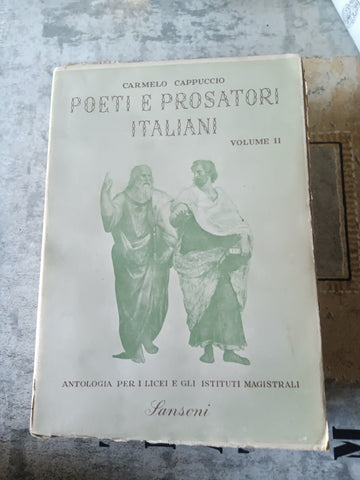 CARMELO CAPPUCCIO
POETI E PROSATORI
ITALIANI
VOLUME II
ANTOLOGIA PER I LICEI E GLI ISTITUTI MAGISTRALI
Sansoni